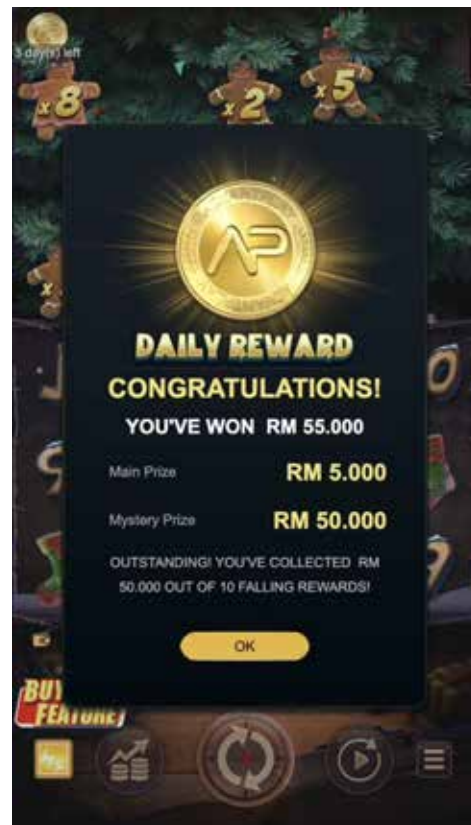 3 day(s) left
x8
x2
x5
AP
DAILY REWARD
CONGRATULATIONS!
YOU'VE WON RM 55.000
Main Prize RM 5.000
Mystery Prize RM 50.000
OUTSTANDING! YOU'VE COLLECTED RM
50.000 OUT OF 10 FALLING REWARDS!
OK
BUY
FEATURE